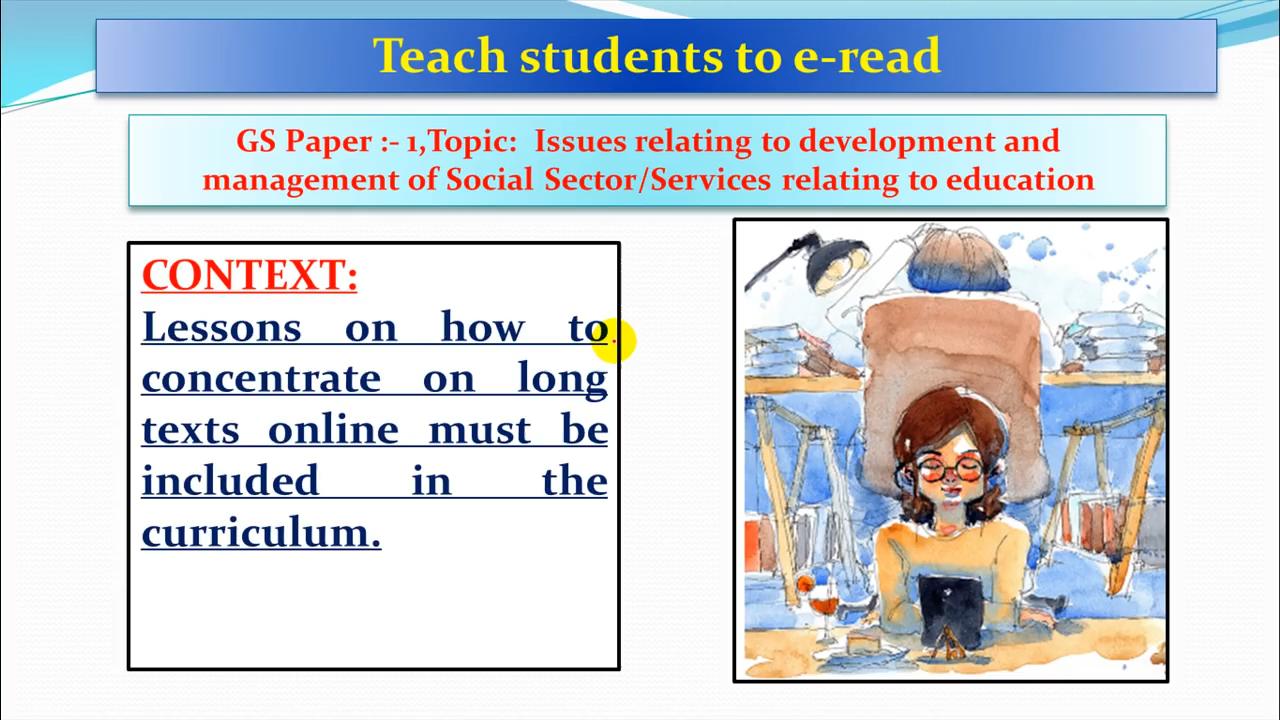 Teach students to e-read
GS Paper :- 1,Topic: Issues relating to development and
management of Social Sector/Services relating to education
CONTEXT:
Lessons on how to
concentrate on long
texts online must be
included in the
curriculum.